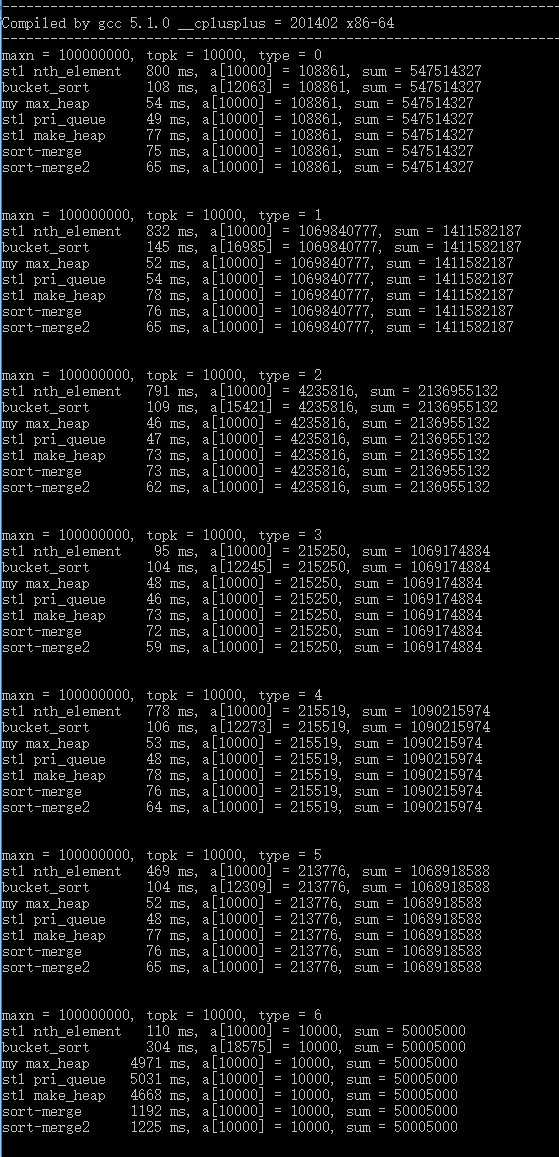 Compiled by gcc 5.1.0 __cplusplus = 201402 x86-64
maxn = 100000000, topk = 10000, type = 0
stl nth_element 800 ms, a[10000] = 108861, sum = 547514327
bucket_sort 108 ms, a[12063] = 108861, sum = 547514327
my max_heap 54 ms, a[10000] = 108861, sum = 547514327
stl pri_queue 49 ms, a[10000] = 108861, sum = 547514327
stl make_heap 77 ms, a[10000] = 108861, sum = 547514327
sort-merge 75 ms, a[10000] = 108861, sum = 547514327
sort-merge2 65 ms, a[10000] = 108861, sum = 547514327
maxn = 100000000, topk = 10000, type = 1
stl nth_element 832 ms, a[10000] = 1069840777, sum = 1411582187
bucket_sort 145 ms, a[16985] = 1069840777, sum = 1411582187
my max_heap 52 ms, a[10000] = 1069840777, sum = 1411582187
stl pri_queue 54 ms, a[10000] = 1069840777, sum = 1411582187
stl make_heap 78 ms, a[10000] = 1069840777, sum = 1411582187
sort-merge 76 ms, a[10000] = 1069840777, sum = 1411582187
sort-merge2 65 ms, a[10000] = 1069840777, sum = 1411582187
maxn = 100000000, topk = 10000, type = 2
stl nth_element 791 ms, a[10000] = 4235816, sum = 2136955132
bucket_sort 109 ms, a[15421] = 4235816, sum = 2136955132
my max_heap 46 ms, a[10000] = 4235816, sum = 2136955132
stl pri_queue 47 ms, a[10000] = 4235816, sum = 2136955132
stl make_heap 73 ms, a[10000] = 4235816, sum = 2136955132
sort-merge 73 ms, a[10000] = 4235816, sum = 2136955132
sort-merge2 62 ms, a[10000] = 4235816, sum = 2136955132
maxn = 100000000, topk = 10000, type = 3
stl nth_element 95 ms, a[10000] = 215250, sum = 1069174884
bucket_sort 104 ms, a[12245] = 215250, sum = 1069174884
my max_heap 48 ms, a[10000] = 215250, sum = 1069174884
stl pri_queue 46 ms, a[10000] = 215250, sum = 1069174884
stl make_heap 73 ms, a[10000] = 215250, sum = 1069174884
sort-merge 72 ms, a[10000] = 215250, sum = 1069174884
sort-merge2 59 ms, a[10000] = 215250, sum = 1069174884
maxn = 100000000, topk = 10000, type = 4
stl nth_element 778 ms, a[10000] = 215519, sum = 1090215974
bucket_sort 106 ms, a[12273] = 215519, sum = 1090215974
my max_heap 53 ms, a[10000] = 215519, sum = 1090215974
stl pri_queue 48 ms, a[10000] = 215519, sum = 1090215974
stl make_heap 78 ms, a[10000] = 215519, sum = 1090215974
sort-merge 76 ms, a[10000] = 215519, sum = 1090215974
sort-merge2 64 ms, a[10000] = 215519, sum = 1090215974
maxn = 100000000, topk = 10000, type = 5
stl nth_element 469 ms, a[10000] = 213776, sum = 1068918588
bucket_sort 104 ms, a[12309] = 213776, sum = 1068918588
my max_heap 52 ms, a[10000] = 213776, sum = 1068918588
stl pri_queue 48 ms, a[10000] = 213776, sum = 1068918588
stl make_heap 77 ms, a[10000] = 213776, sum = 1068918588
sort-merge 76 ms, a[10000] = 213776, sum = 1068918588
sort-merge2 65 ms, a[10000] = 213776, sum = 1068918588
maxn = 100000000, topk = 10000, type = 6
stl nth_element 110 ms, a[10000] = 10000, sum = 50005000
bucket_sort 304 ms, a[18575] = 10000, sum = 50005000
my max_heap 4971 ms, a[10000] = 10000, sum = 50005000
stl pri_queue 5031 ms, a[10000] = 10000, sum = 50005000
stl make_heap 4668 ms, a[10000] = 10000, sum = 50005000
sort-merge 1192 ms, a[10000] = 10000, sum = 50005000
sort-merge2 1225 ms, a[10000] = 10000, sum = 50005000